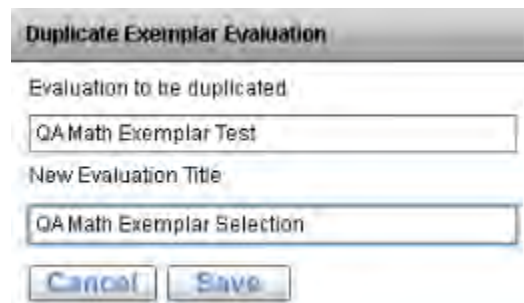 Duplicate Exemplar Evaluation
Evaluation to be duplicated
QA Math Exemplar Test
New Evaluation Title
QA Math Exemplar Selection
Cancel Save